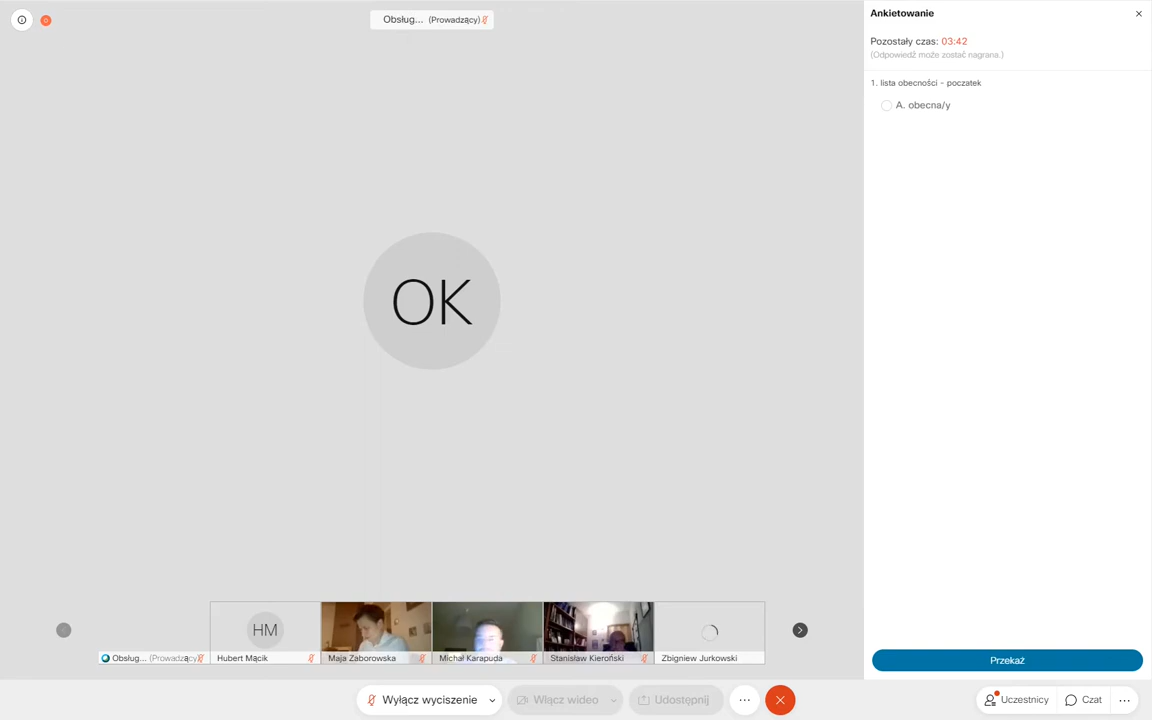 Obsług... (Prowadzący)
OK
Ankietowanie
Pozostały czas: 03:42
(Odpowiedź może zostać nagrana.)
1. lista obecności - poczatek
A. obecna/y
HM
Obsług... (Prowadzący)
Hubert Mącik
Maja Zaborowska
Michał Karapuda
Stanisław Kieroński
Zbigniew Jurkowski
Przekaż
Wyłącz wyciszenie
Włącz wideo
Udostępnij
Uczestnicy
Czat